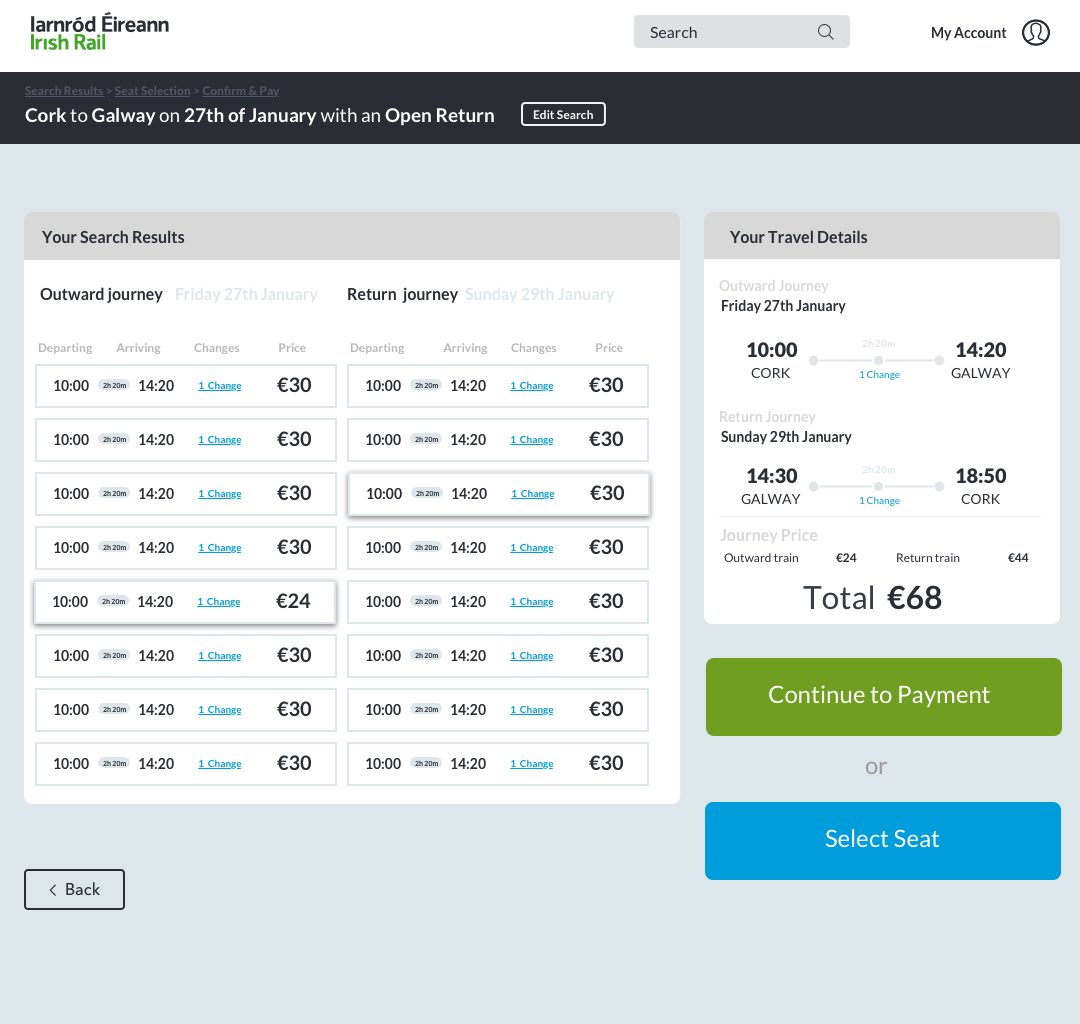 Iarnród Éireann
Irish Rail
Search
My Account
Search Results > Seat Selection > Confirm & Pay
Cork to Galway on 27th of January with an Open Return
Edit Search
Your Search Results
Outward journey Friday 27th January
Return journey Sunday 29th January
Departing Arriving Changes Price
Departing Arriving Changes Price
10:00 2h 20m 14:20 1 Change €30
10:00 2h 20m 14:20 1 Change €30
10:00 2h 20m 14:20 1 Change €30
10:00 2h 20m 14:20 1 Change €30
10:00 2h 20m 14:20 1 Change €30
10:00 2h 20m 14:20 1 Change €30
10:00 2h 20m 14:20 1 Change €30
10:00 2h 20m 14:20 1 Change €30
10:00 2h 20m 14:20 1 Change €24
10:00 2h 20m 14:20 1 Change €30
10:00 2h 20m 14:20 1 Change €30
10:00 2h 20m 14:20 1 Change €30
10:00 2h 20m 14:20 1 Change €30
10:00 2h 20m 14:20 1 Change €30
10:00 2h 20m 14:20 1 Change €30
10:00 2h 20m 14:20 1 Change €30
Your Travel Details
Outward Journey
Friday 27th January
10:00 2h 20m 14:20
CORK 1 Change GALWAY
Return Journey
Sunday 29th January
14:30 2h 20m 18:50
GALWAY 1 Change CORK
Journey Price
Outward train €24 Return train €44
Total €68
Continue to Payment
or
Select Seat
Back